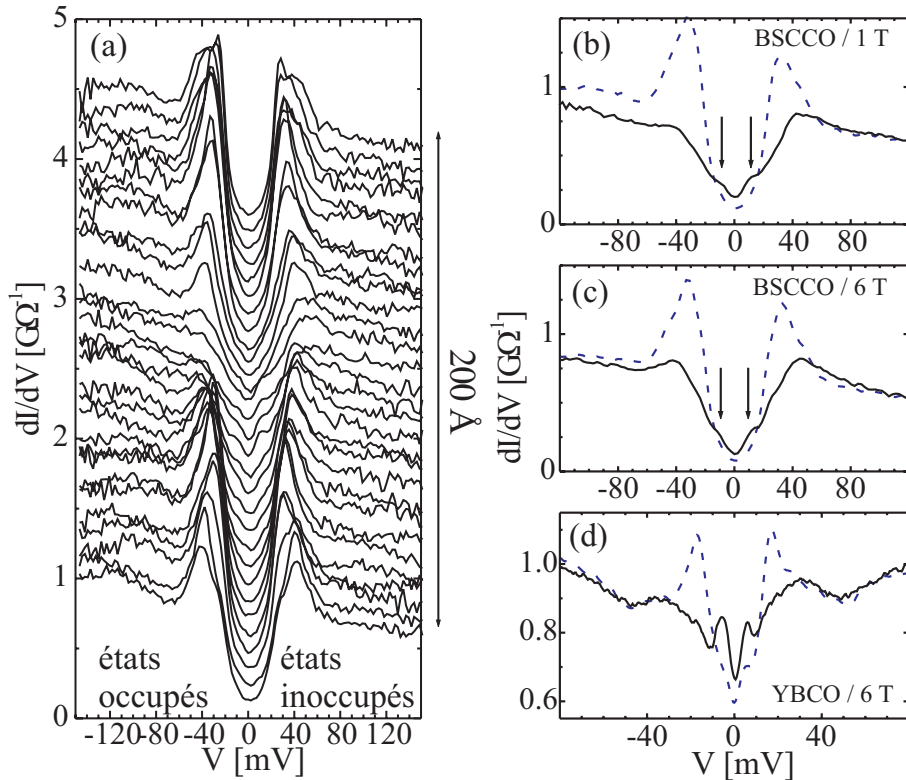 (a)
5
4
3
2
1
0
dI/dV [GΩ⁻¹]
états
occupés
états
inoccupés
-120 -80 -40 0 40 80 120
V [mV]
200 Å
(b)
BSCCO / 1 T
1
0
-80 -40 0 40 80
(c)
BSCCO / 6 T
1
0
-80 -40 0 40 80
dI/dV [GΩ⁻¹]
(d)
1.0
0.8
0.6
YBCO / 6 T
-40 0 40
V [mV]